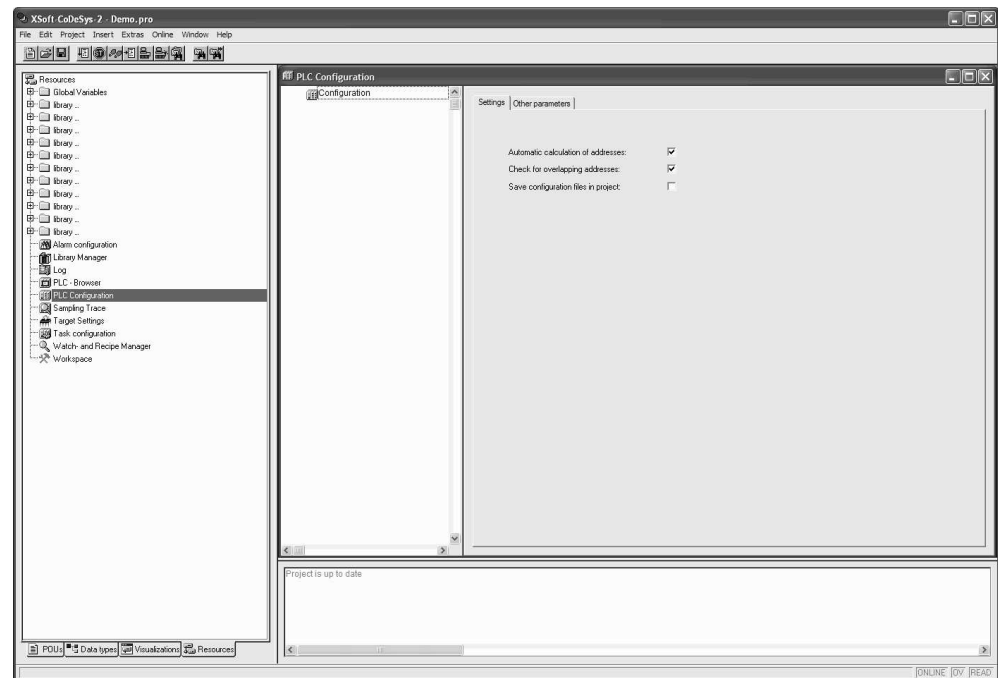 XSoft-CoDeSys-2 - Demo.pro
File Edit Project Insert Extras Online Window Help
Resources
Global Variables
library ..
library ..
library ..
library ..
library ..
library ..
library ..
library ..
library ..
library ..
library ..
Alarm configuration
Library Manager
Log
PLC - Browser
PLC Configuration
Sampling Trace
Target Settings
Task configuration
Watch- and Recipe Manager
Workspace
POUs Data types Visualizations Resources
PLC Configuration
Configuration
Settings Other parameters
Automatic calculation of addresses:
Check for overlapping addresses:
Save configuration files in project:
Project is up to date
ONLINE OV READ